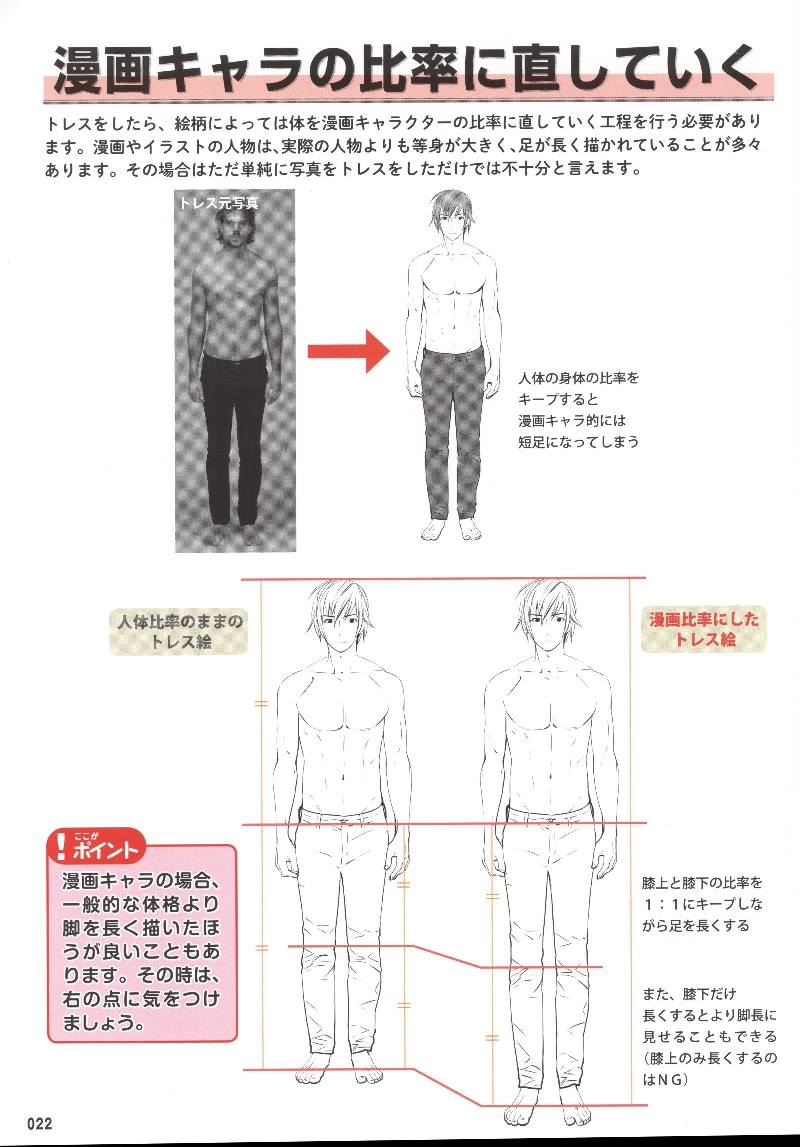 漫画キャラの比率に直していく
トレスをしたら、絵柄によっては体を漫画キャラクターの比率に直していく工程を行う必要があり
ます。漫画やイラストの人物は、実際の人物よりも等身が大きく、足が長く描かれていることが多々
あります。その場合はただ単純に写真をトレスをしただけでは不十分と言えます。
トレス元写真
人体の身体の比率を
キープすると
漫画キャラ的には
短足になってしまう
人体比率のままの
トレス絵
漫画比率にした
トレス絵
! ここが
ポイント
漫画キャラの場合、
一般的な体格より
脚を長く描いたほ
うが良いこともあ
ります。その時は、
右の点に気をつけ
ましょう。
膝上と膝下の比率を
1：1にキープしな
がら足を長くする
また、膝下だけ
長くするとより脚長に
見せることもできる
（膝上のみ長くするの
はNG）
022